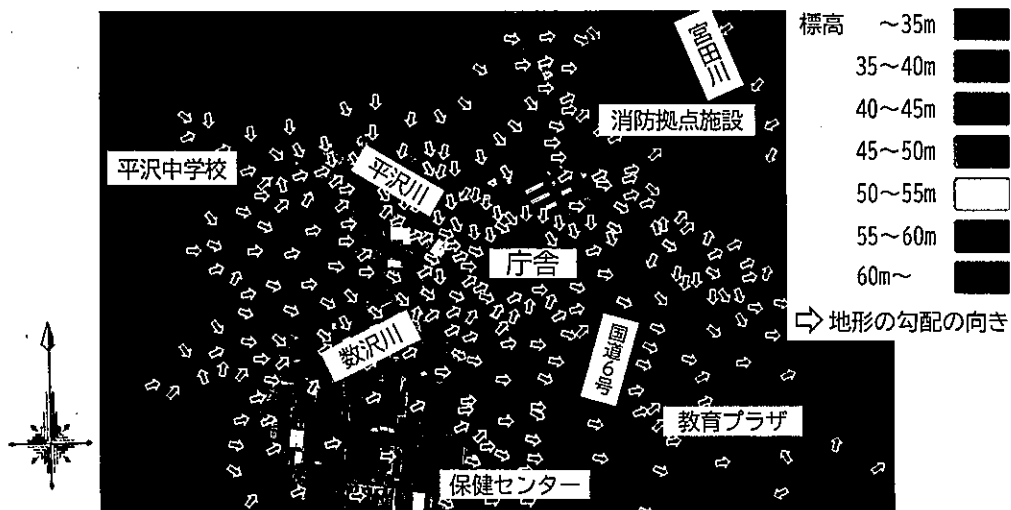 宮田川
消防拠点施設
平沢中学校
平沢川
庁舎
数沢川
国道6号
教育プラザ
保健センター
標高 ~35m
35~40m
40~45m
45~50m
50~55m
55~60m
60m~
⇨地形の勾配の向き